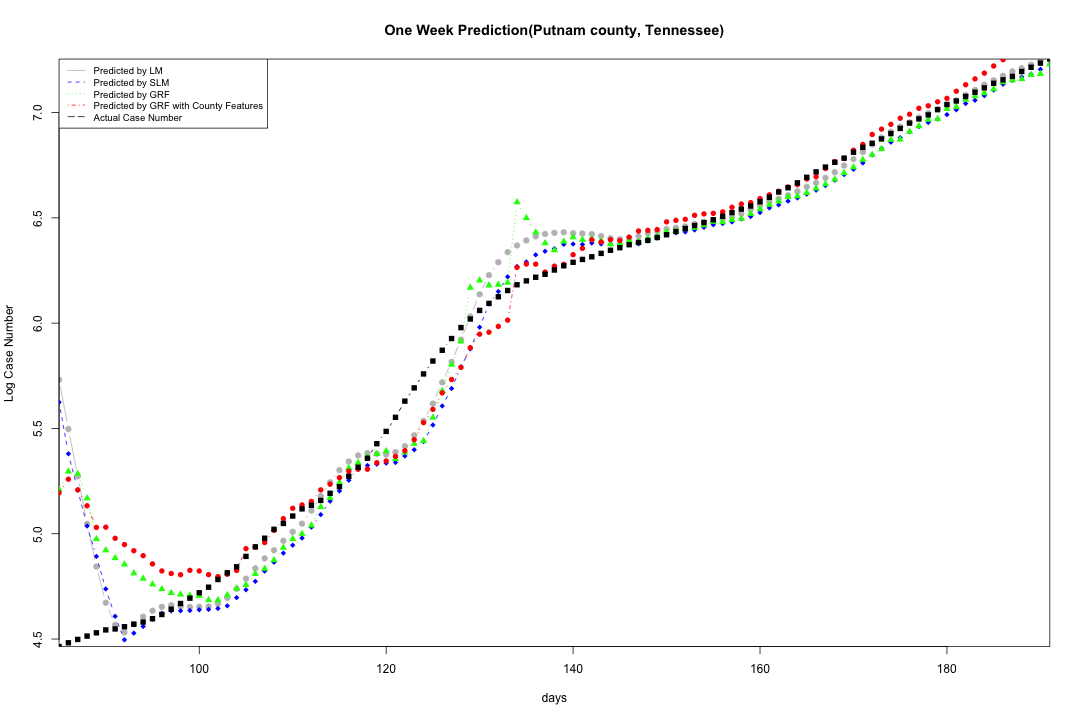 One Week Prediction(Putnam county, Tennessee)
Predicted by LM
Predicted by SLM
Predicted by GRF
Predicted by GRF with County Features
Actual Case Number
7.0
6.5
6.0
5.5
5.0
4.5
Log Case Number
100 120 140 160 180
days